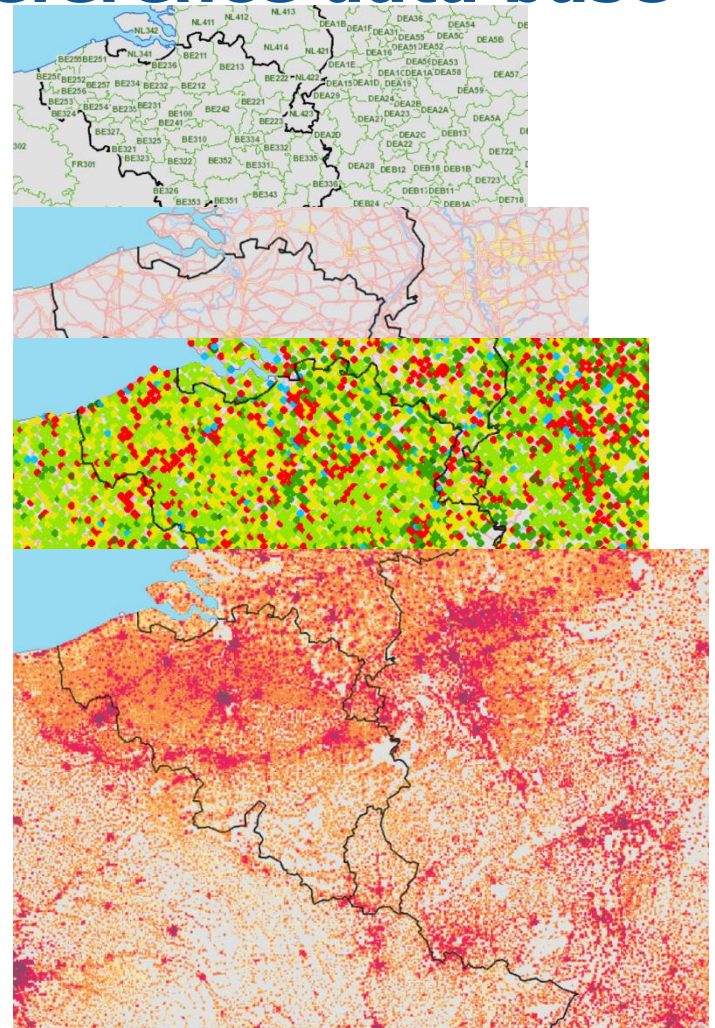 data base
NL411 NL412 NL413 DEA1B DEA36 DEA54
NL342 DEA1F DEA31 DEA5C DEA5B
NL341 BE211 NL414 NL421 DEA16 DEA51 DEA52
BE255 BE251 BE236 BE213 DEA1E DEA53
BE252 BE257 BE234 BE232 BE212 BE222 NL422 DEA1C DEA1A DEA58 DEA57
BE256 DEA1D DEA19
BE253 BE254 BE235 BE231 BE221 DEA29 DEA24 DEA59
BE324 BE100 BE242 NL423 DEA27 DEA23 DEA2B DEA2A DEA5A
BE241 BE223
BE327 BE325 BE310 BE334 DEA2D DEA2C DEB13
302 BE321 BE332 DEA22
FR301 BE323 BE322 BE352 BE331 BE335 DEA28 DEB12 DEB18 DEB1B DE722
BE326 BE343 BE336 DEB11 DE723
BE353 BE351 DEB24 DEB1A DE718